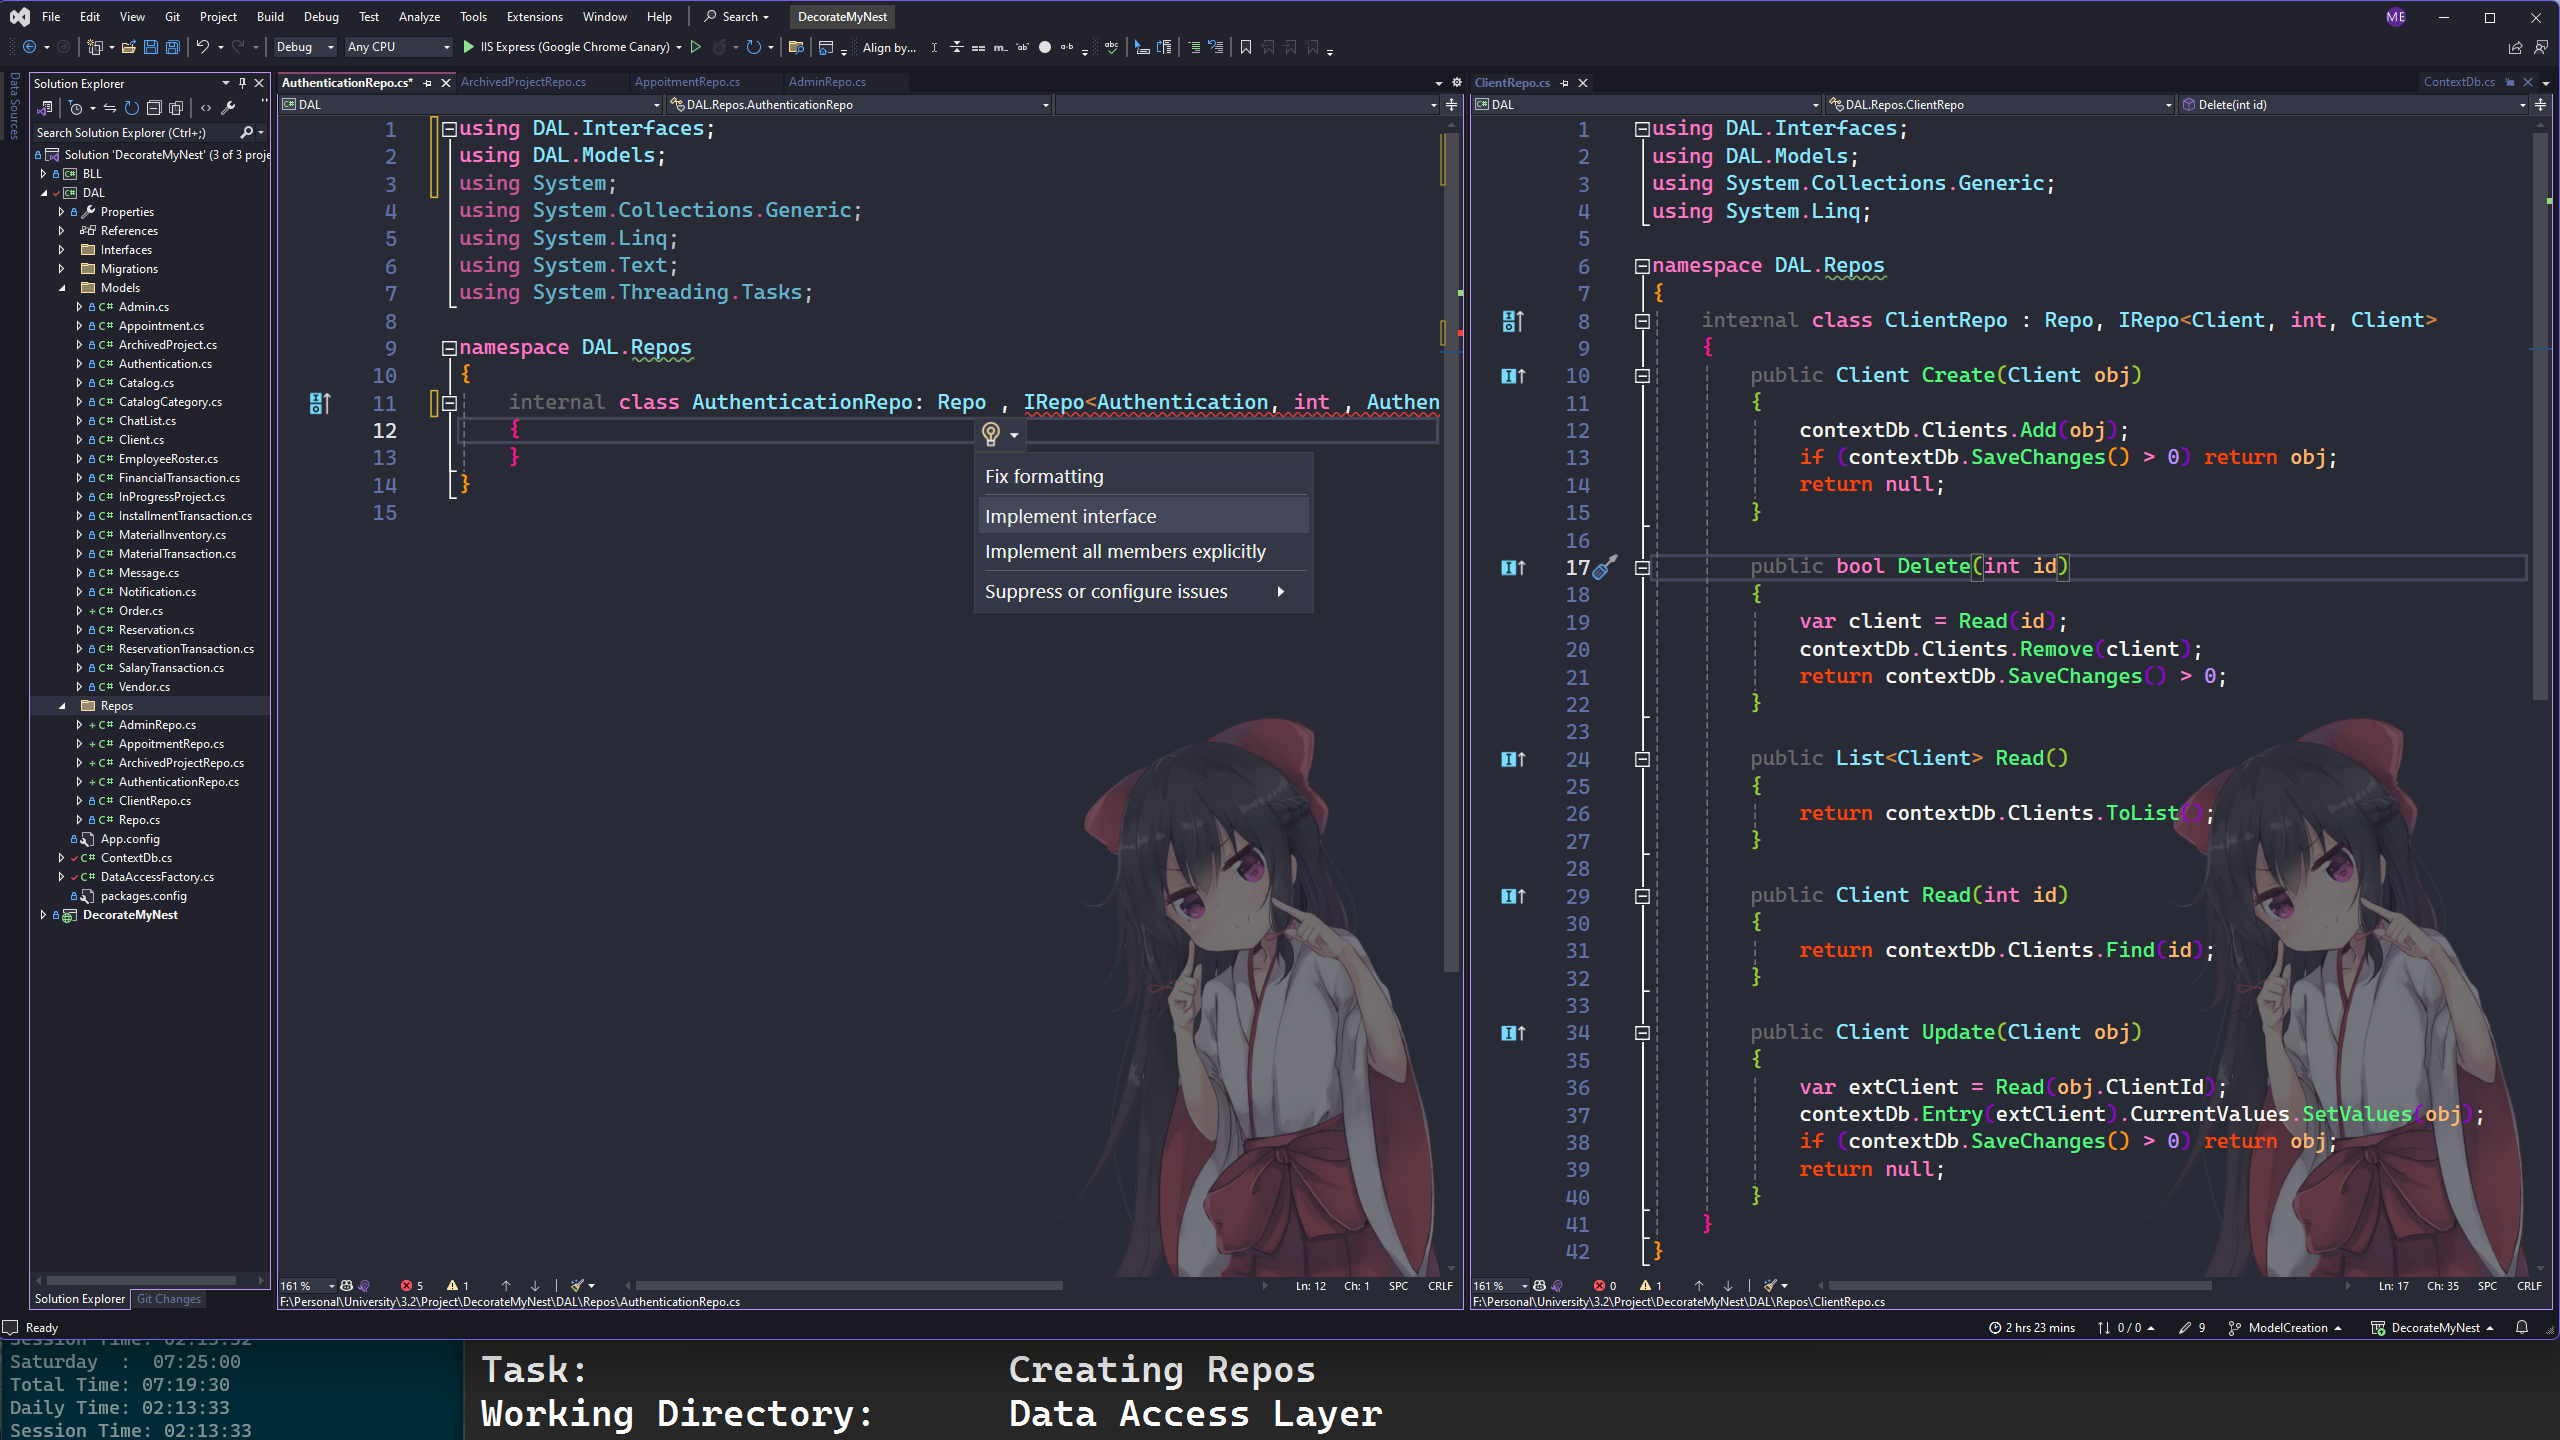 File Edit View Git Project Build Debug Test Analyze Tools Extensions Window Help Search DecorateMyNest ME
Debug Any CPU IIS Express (Google Chrome Canary) Align by...
Data Sources
Solution Explorer
Search Solution Explorer (Ctrl+;)
Solution 'DecorateMyNest' (3 of 3 proje
BLL
DAL
Properties
References
Interfaces
Migrations
Models
Admin.cs
Appointment.cs
ArchivedProject.cs
Authentication.cs
Catalog.cs
CatalogCategory.cs
ChatList.cs
Client.cs
EmployeeRoster.cs
FinancialTransaction.cs
InProgressProject.cs
InstallmentTransaction.cs
MaterialInventory.cs
MaterialTransaction.cs
Message.cs
Notification.cs
Order.cs
Reservation.cs
ReservationTransaction.cs
SalaryTransaction.cs
Vendor.cs
Repos
AdminRepo.cs
AppoitmentRepo.cs
ArchivedProjectRepo.cs
AuthenticationRepo.cs
ClientRepo.cs
Repo.cs
App.config
ContextDb.cs
DataAccessFactory.cs
packages.config
DecorateMyNest
Solution Explorer Git Changes
AuthenticationRepo.cs* ArchivedProjectRepo.cs AppoitmentRepo.cs AdminRepo.cs
DAL DAL.Repos.AuthenticationRepo
1 using DAL.Interfaces;
2 using DAL.Models;
3 using System;
4 using System.Collections.Generic;
5 using System.Linq;
6 using System.Text;
7 using System.Threading.Tasks;
8
9 namespace DAL.Repos
10 {
11 internal class AuthenticationRepo: Repo , IRepo<Authentication, int , Authen
12 {
13 }
14 }
15
Fix formatting
Implement interface
Implement all members explicitly
Suppress or configure issues
161 % 5 1 Ln: 12 Ch: 1 SPC CRLF
F:\Personal\University\3.2\Project\DecorateMyNest\DAL\Repos\AuthenticationRepo.cs
ClientRepo.cs ContextDb.cs
DAL DAL.Repos.ClientRepo Delete(int id)
1 using DAL.Interfaces;
2 using DAL.Models;
3 using System.Collections.Generic;
4 using System.Linq;
5
6 namespace DAL.Repos
7 {
8 internal class ClientRepo : Repo, IRepo<Client, int, Client>
9 {
10 public Client Create(Client obj)
11 {
12 contextDb.Clients.Add(obj);
13 if (contextDb.SaveChanges() > 0) return obj;
14 return null;
15 }
16
17 public bool Delete(int id)
18 {
19 var client = Read(id);
20 contextDb.Clients.Remove(client);
21 return contextDb.SaveChanges() > 0;
22 }
23
24 public List<Client> Read()
25 {
26 return contextDb.Clients.ToList();
27 }
28
29 public Client Read(int id)
30 {
31 return contextDb.Clients.Find(id);
32 }
33
34 public Client Update(Client obj)
35 {
36 var extClient = Read(obj.ClientId);
37 contextDb.Entry(extClient).CurrentValues.SetValues(obj);
38 if (contextDb.SaveChanges() > 0) return obj;
39 return null;
40 }
41 }
42 }
161 % 0 1 Ln: 17 Ch: 35 SPC CRLF
F:\Personal\University\3.2\Project\DecorateMyNest\DAL\Repos\ClientRepo.cs
Ready 2 hrs 23 mins 0 / 0 9 ModelCreation DecorateMyNest
Saturday : 07:25:00
Total Time: 07:19:30
Daily Time: 02:13:33
Session Time: 02:13:33
Task: Creating Repos
Working Directory: Data Access Layer